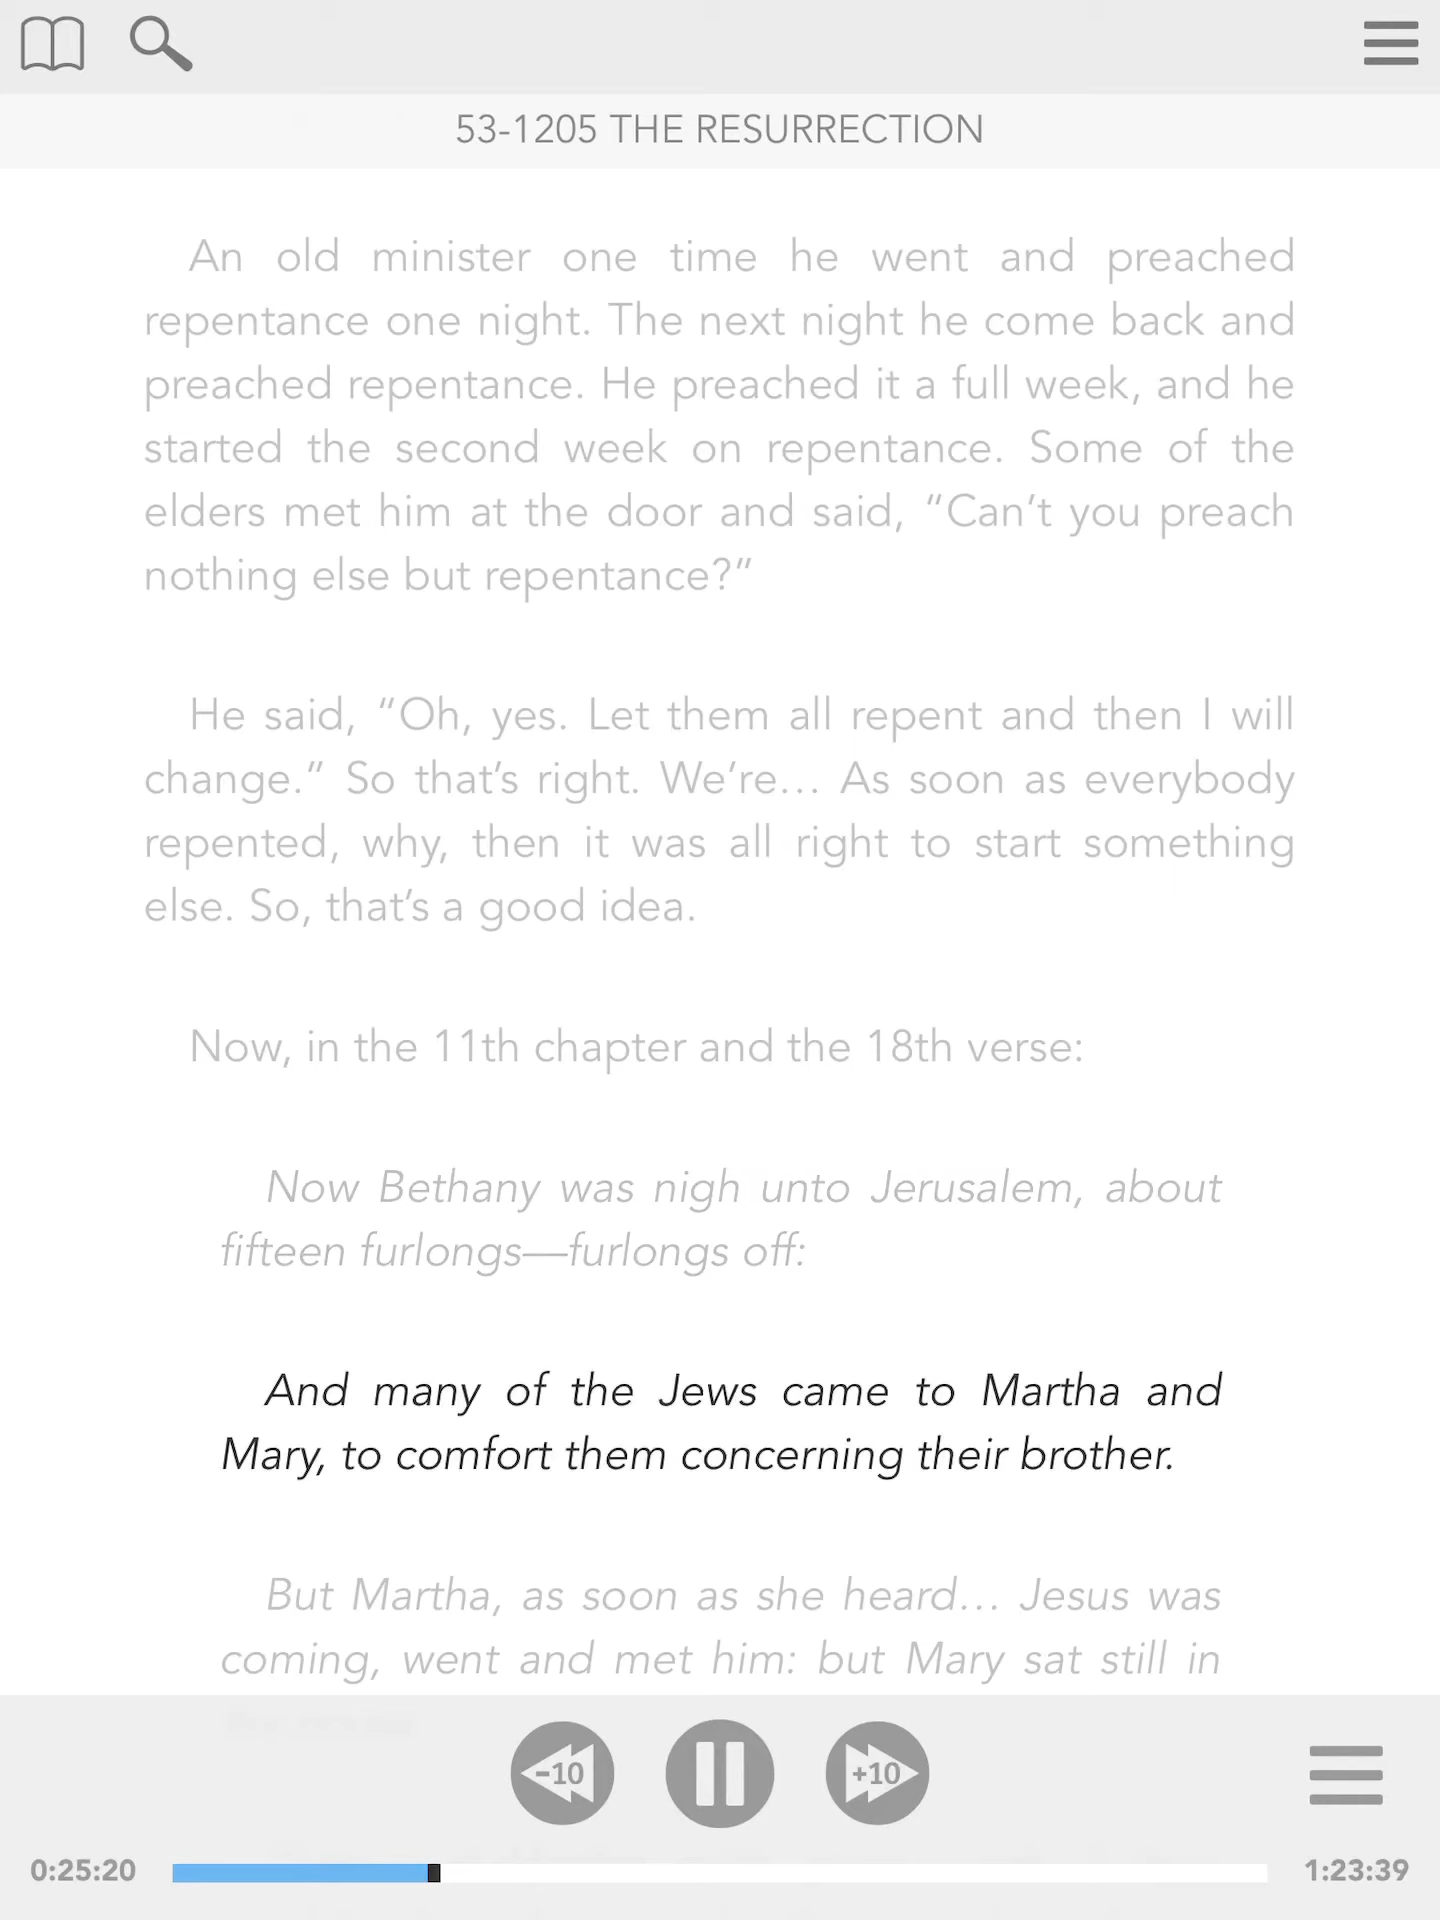 53-1205 THE RESURRECTION
An old minister one time he went and preached
repentance one night. The next night he come back and
preached repentance. He preached it a full week, and he
started the second week on repentance. Some of the
elders met him at the door and said, “Can’t you preach
nothing else but repentance?”
He said, “Oh, yes. Let them all repent and then I will
change.” So that’s right. We’re… As soon as everybody
repented, why, then it was all right to start something
else. So, that’s a good idea.
Now, in the 11th chapter and the 18th verse:
Now Bethany was nigh unto Jerusalem, about
fifteen furlongs—furlongs off:
And many of the Jews came to Martha and
Mary, to comfort them concerning their brother.
But Martha, as soon as she heard… Jesus was
coming, went and met him: but Mary sat still in
-10
+10
0:25:20
1:23:39